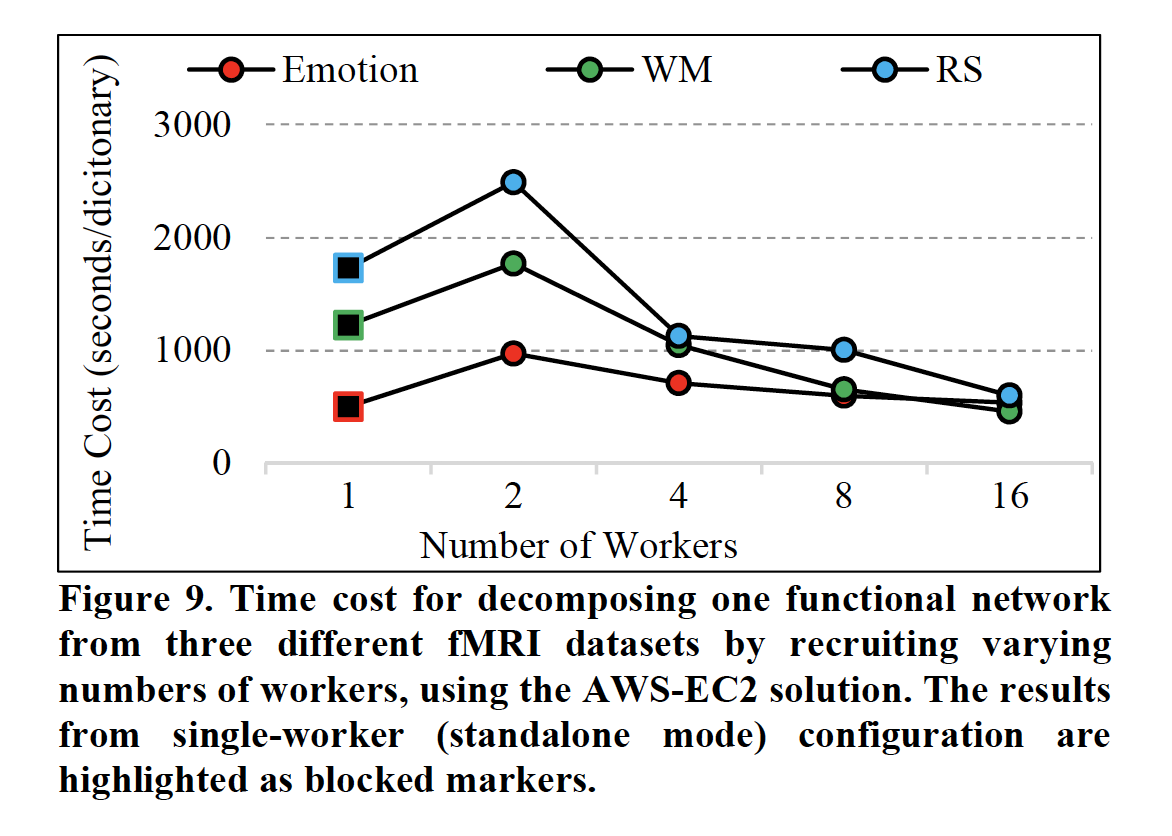 Emotion WM RS
3000
2000
1000
0
Time Cost (seconds/dicitonary)
1 2 4 8 16
Number of Workers
Figure 9. Time cost for decomposing one functional network
from three different fMRI datasets by recruiting varying
numbers of workers, using the AWS-EC2 solution. The results
from single-worker (standalone mode) configuration are
highlighted as blocked markers.